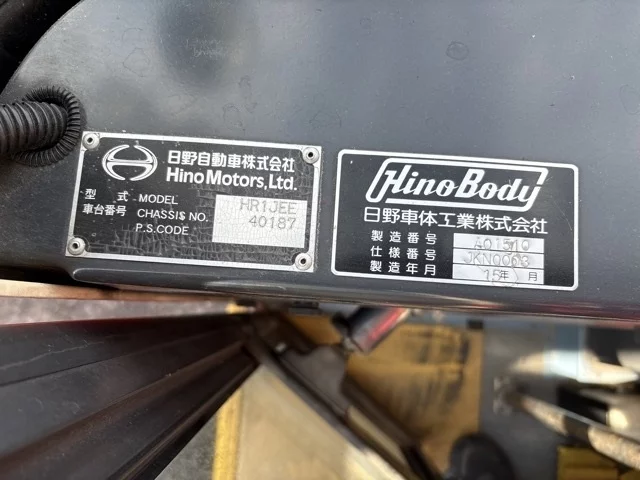 日野自動車株式会社
Hino Motors, Ltd.
型式 MODEL HR1JEE
車台番号 CHASSIS NO. 40187
P.S.CODE
HinoBody
日野車体工業株式会社
製造番号 A01510
仕様番号 JKN0063
製造年月 15年 月